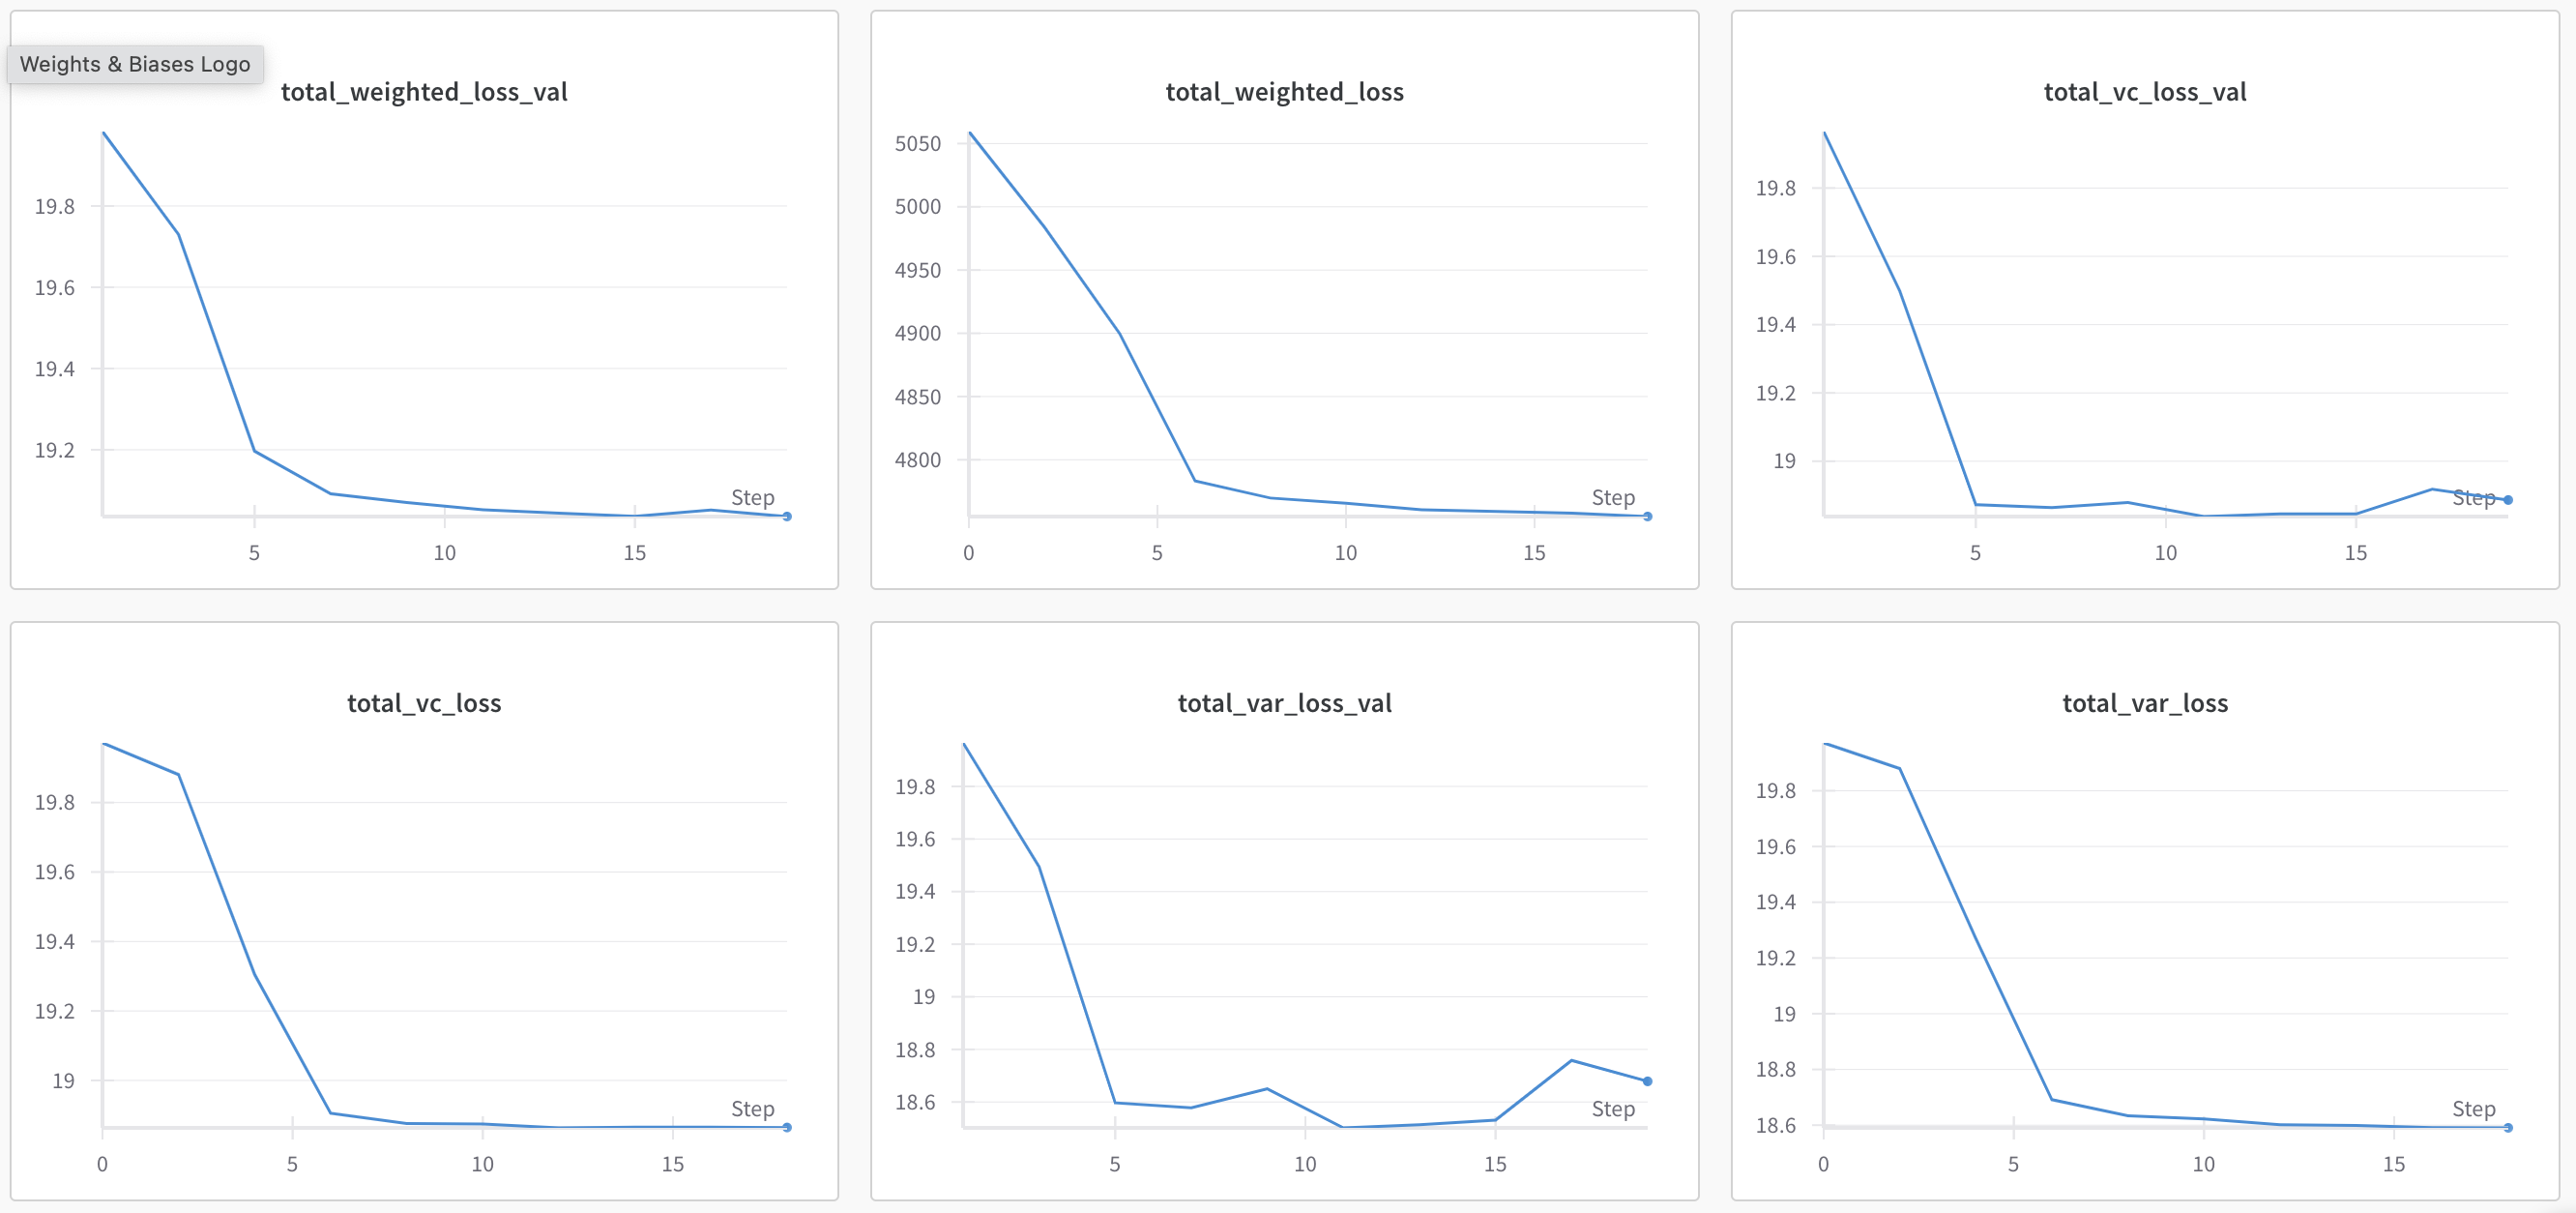 Weights & Biases Logo
total_weighted_loss_val
19.8
19.6
19.4
19.2
Step
5 10 15
total_weighted_loss
5050
5000
4950
4900
4850
4800
Step
0 5 10 15
total_vc_loss_val
19.8
19.6
19.4
19.2
19
Step
5 10 15
total_vc_loss
19.8
19.6
19.4
19.2
19
Step
0 5 10 15
total_var_loss_val
19.8
19.6
19.4
19.2
19
18.8
18.6
Step
5 10 15
total_var_loss
19.8
19.6
19.4
19.2
19
18.8
18.6
Step
0 5 10 15